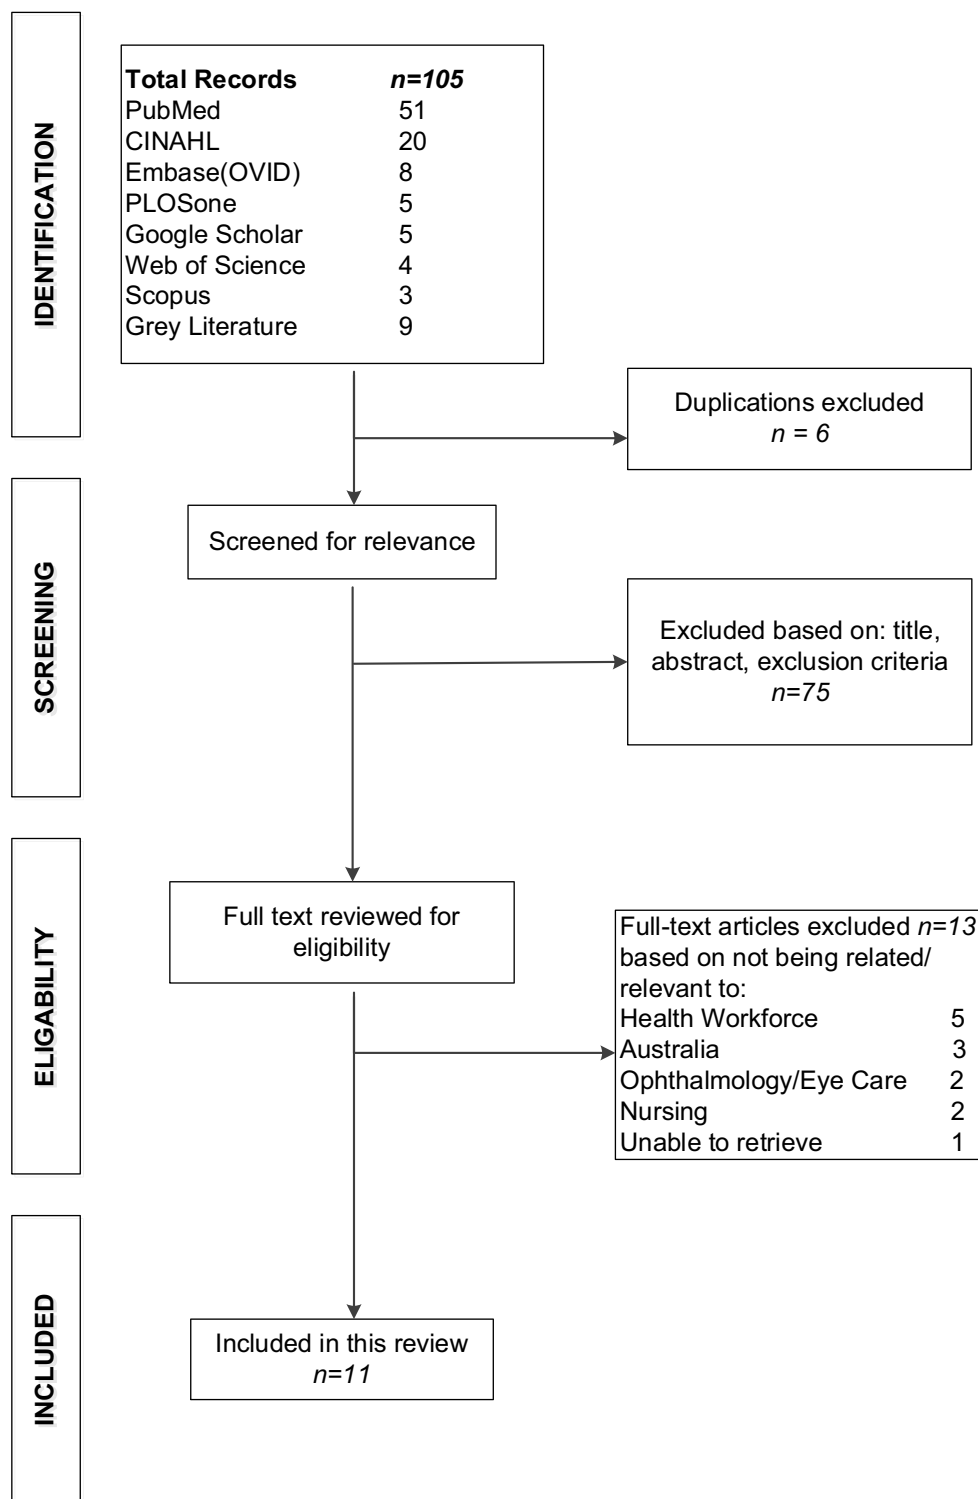 IDENTIFICATION
Total Records n=105
PubMed 51
CINAHL 20
Embase(OVID) 8
PLOSone 5
Google Scholar 5
Web of Science 4
Scopus 3
Grey Literature 9
Duplications excluded
n = 6
SCREENING
Screened for relevance
Excluded based on: title,
abstract, exclusion criteria
n=75
ELIGABILITY
Full text reviewed for
eligibility
Full-text articles excluded n=13
based on not being related/
relevant to:
Health Workforce 5
Australia 3
Ophthalmology/Eye Care 2
Nursing 2
Unable to retrieve 1
INCLUDED
Included in this review
n=11